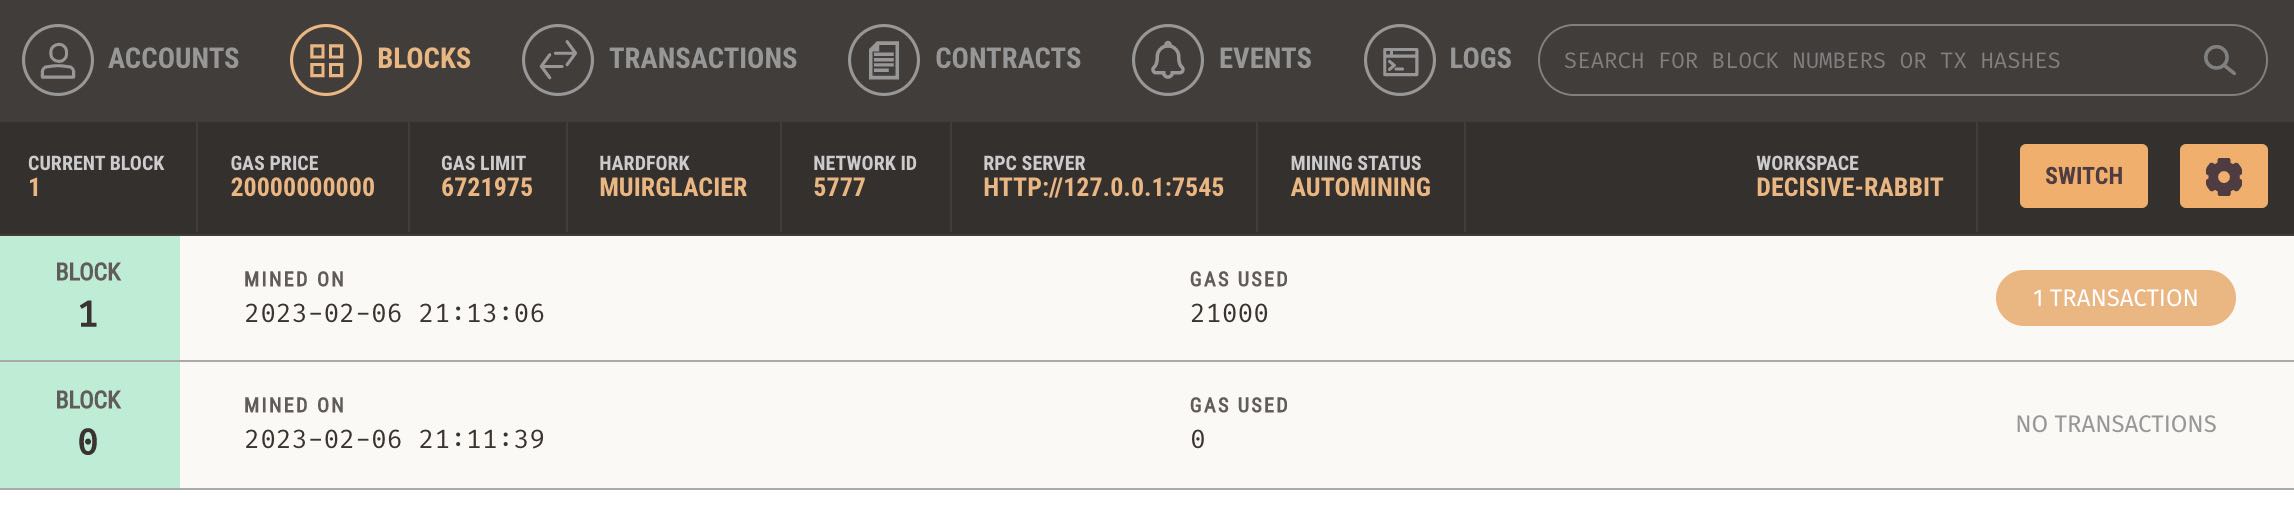 ACCOUNTS BLOCKS TRANSACTIONS CONTRACTS EVENTS LOGS SEARCH FOR BLOCK NUMBERS OR TX HASHES
CURRENT BLOCK GAS PRICE GAS LIMIT HARDFORK NETWORK ID RPC SERVER MINING STATUS WORKSPACE
1 20000000000 6721975 MUIRGLACIER 5777 HTTP://127.0.0.1:7545 AUTOMINING DECISIVE-RABBIT
SWITCH
BLOCK MINED ON GAS USED
1 2023-02-06 21:13:06 21000 1 TRANSACTION
BLOCK MINED ON GAS USED
0 2023-02-06 21:11:39 0 NO TRANSACTIONS